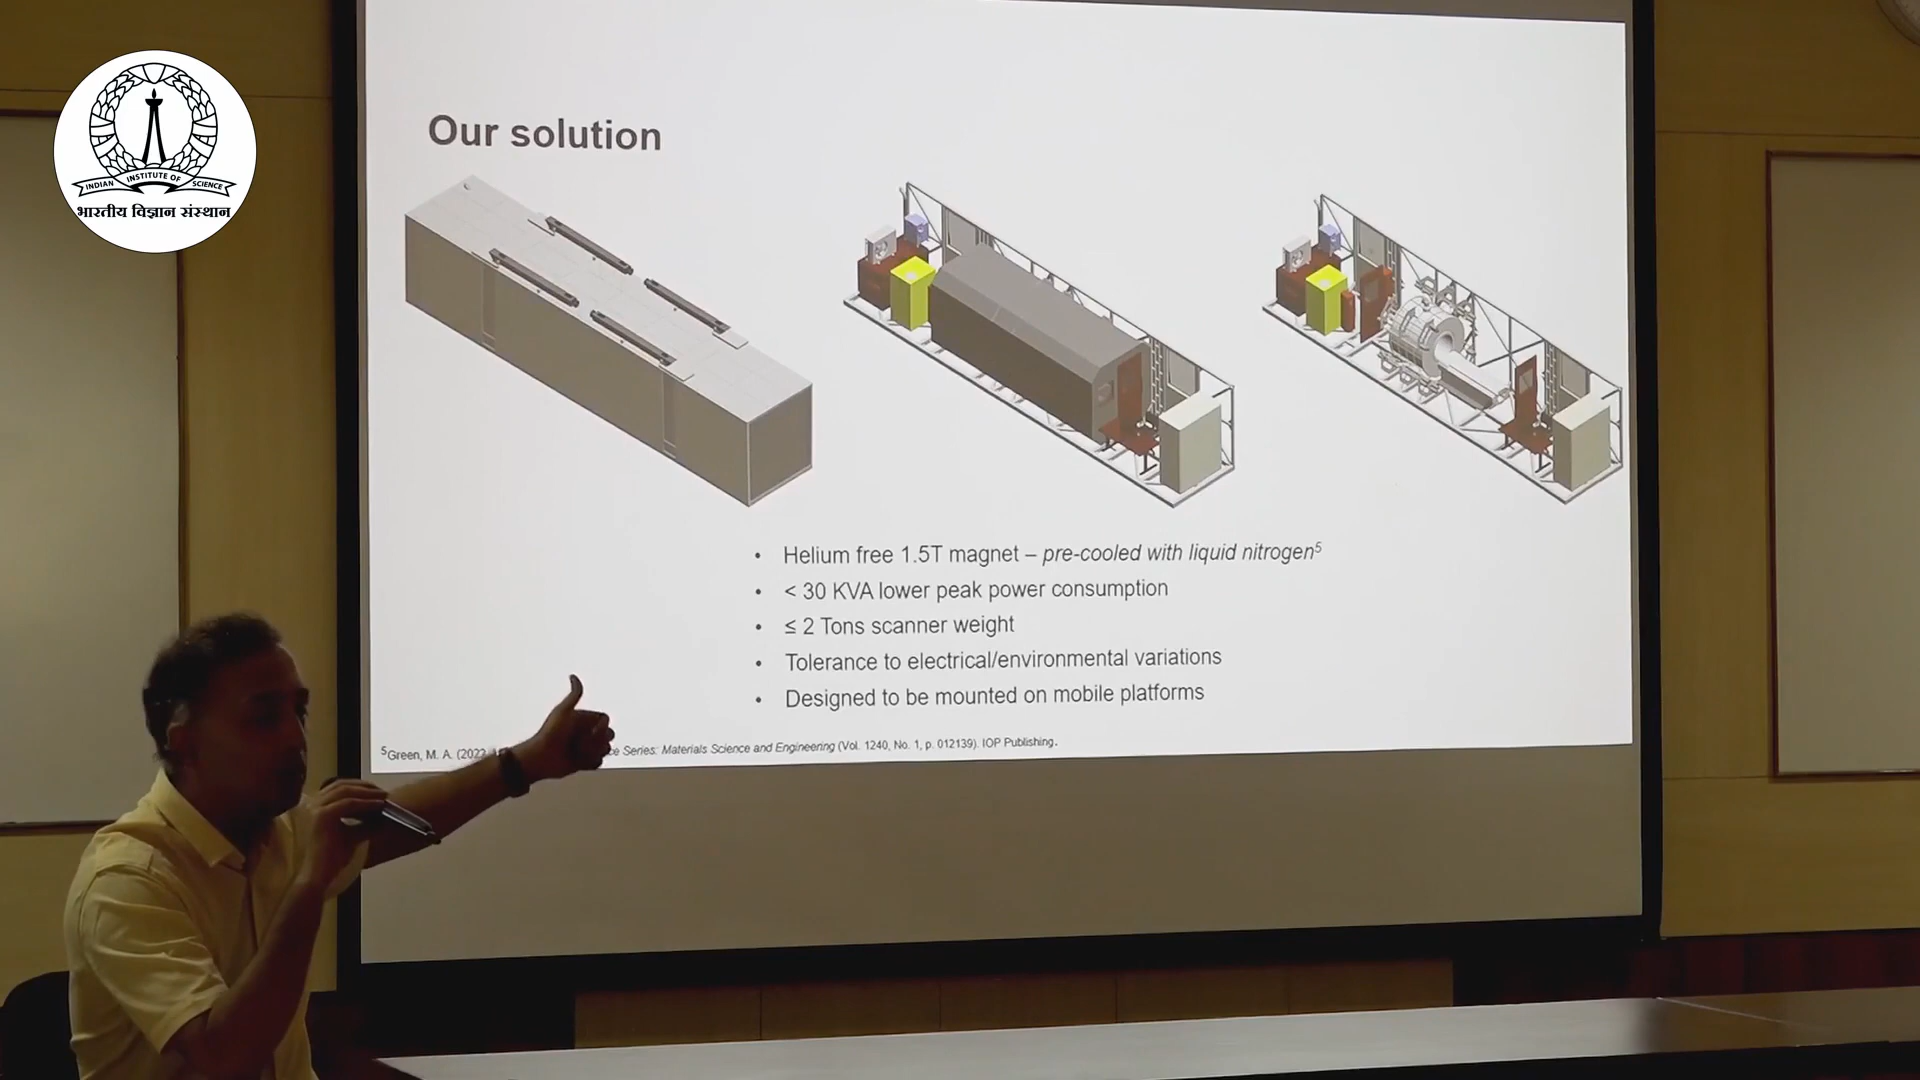 INDIAN INSTITUTE OF SCIENCE
भारतीय विज्ञान संस्थान
Our solution
• Helium free 1.5T magnet – pre-cooled with liquid nitrogen⁵
• < 30 KVA lower peak power consumption
• ≤ 2 Tons scanner weight
• Tolerance to electrical/environmental variations
• Designed to be mounted on mobile platforms
⁵Green, M. A. (2022 Series: Materials Science and Engineering (Vol. 1240, No. 1, p. 012139). IOP Publishing.